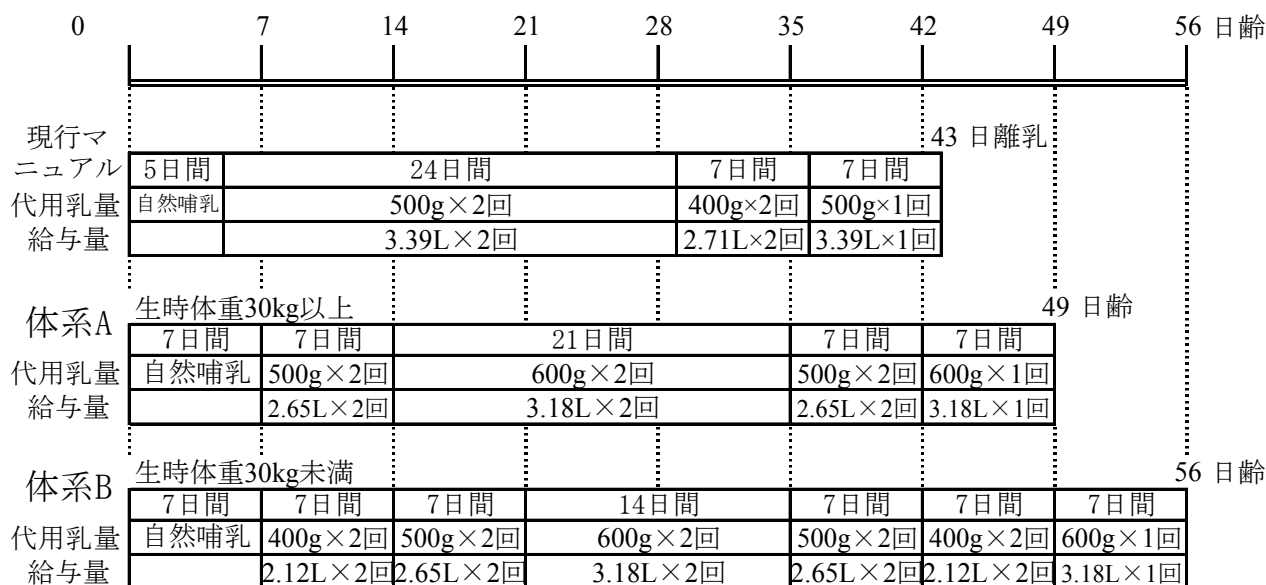 0 7 14 21 28 35 42 49 56 日齢
現行マ 43 日離乳
ニュアル 5日間 24日間 7日間 7日間
代用乳量 自然哺乳 500g×2回 400g×2回 500g×1回
給与量 3.39L×2回 2.71L×2回 3.39L×1回
生時体重30kg以上 49 日齢
体系A 7日間 7日間 21日間 7日間 7日間
代用乳量 自然哺乳 500g×2回 600g×2回 500g×2回 600g×1回
給与量 2.65L×2回 3.18L×2回 2.65L×2回 3.18L×1回
生時体重30kg未満 56 日齢
体系B 7日間 7日間 7日間 14日間 7日間 7日間 7日間
代用乳量 自然哺乳 400g×2回 500g×2回 600g×2回 500g×2回 400g×2回 600g×1回
給与量 2.12L×2回 2.65L×2回 3.18L×2回 2.65L×2回 2.12L×2回 3.18L×1回